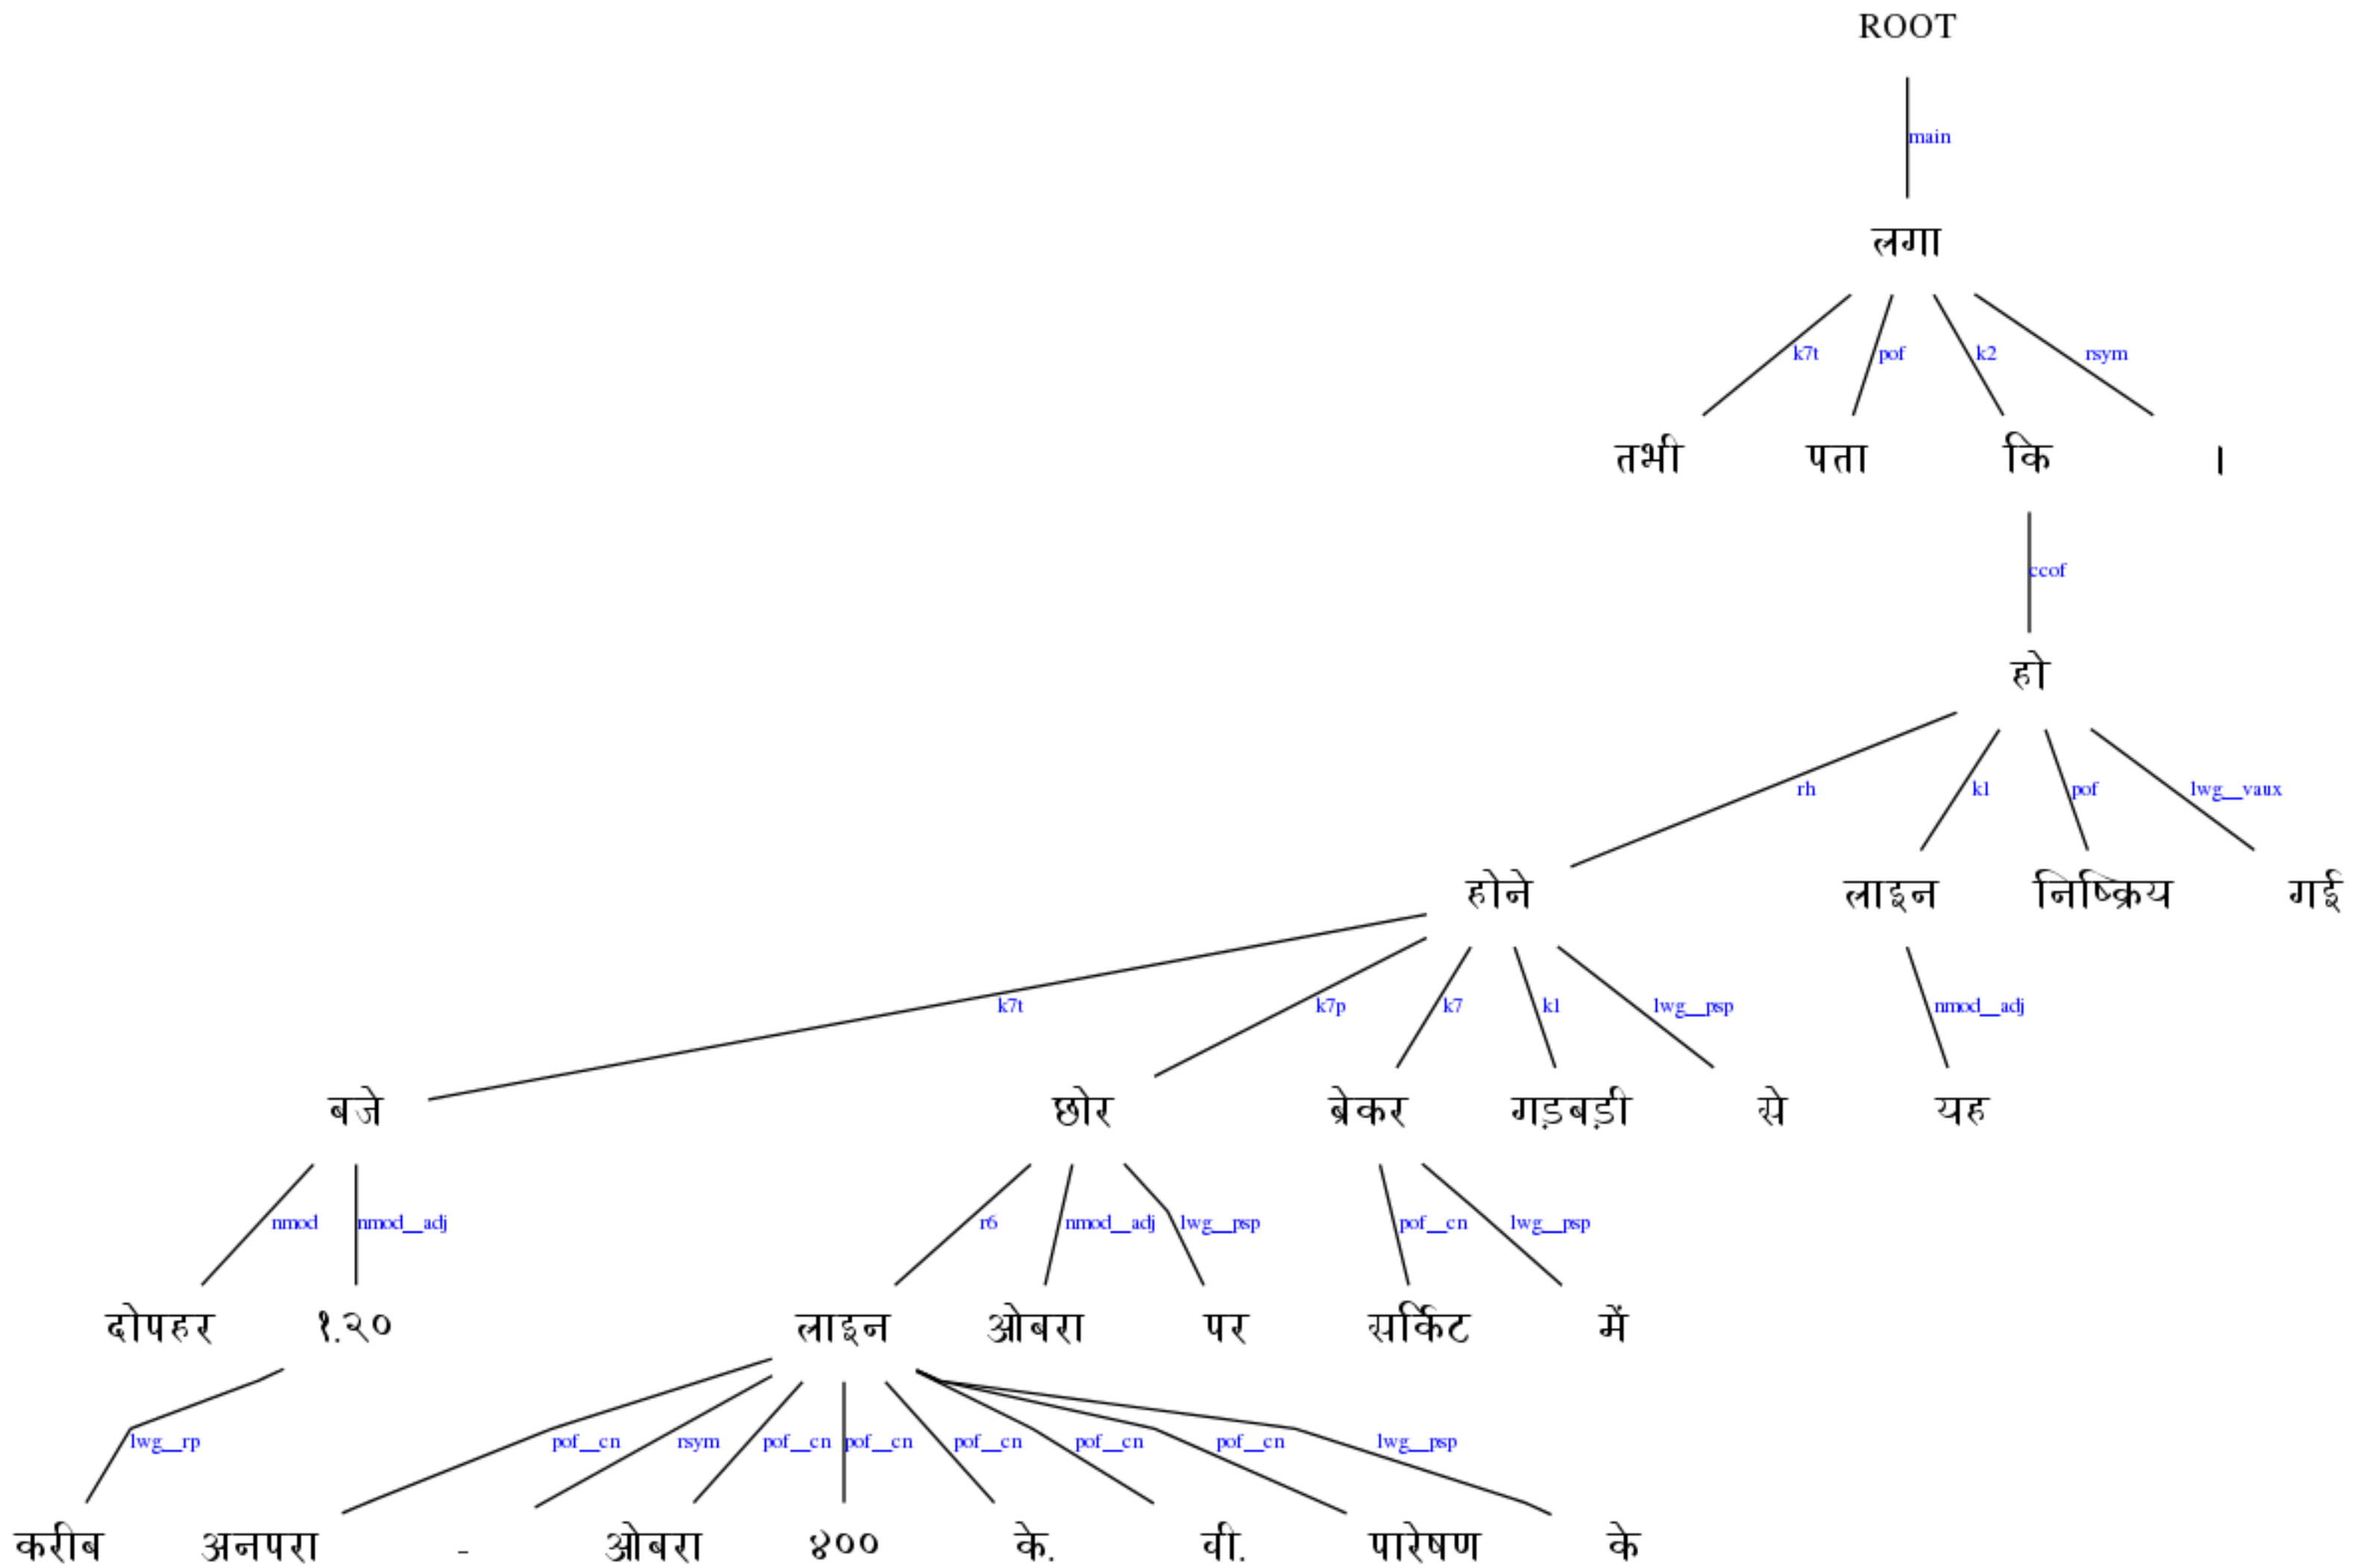 ROOT
main
लगा
k7t pof k2 rsym
तभी पता कि ।
ccof
हो
rh k1 pof lwg__vaux
होने लाइन निष्क्रिय गई
k7t k7p k7 k1 lwg__psp nmod__adj
बजे छोर ब्रेकर गड़बड़ी से यह
nmod nmod__adj r6 nmod__adj lwg__psp pof__cn lwg__psp
दोपहर १.२० लाइन ओबरा पर सर्किट में
lwg__rp pof__cn rsym pof__cn pof__cn pof__cn pof__cn pof__cn lwg__psp
करीब अनपरा - ओबरा ४०० के. वी. पारेषण के